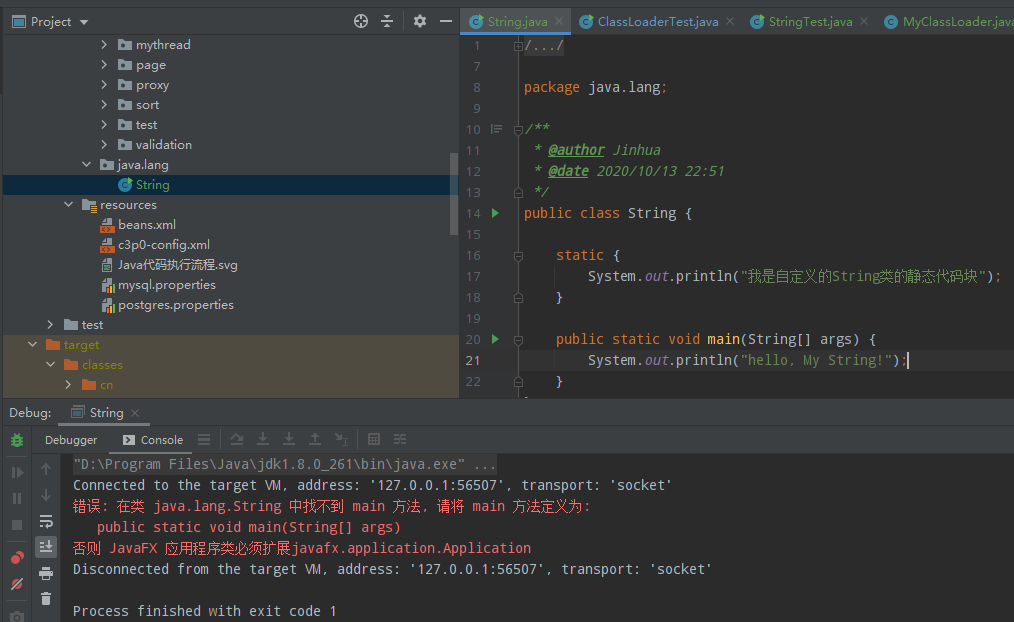 Project
mythread
page
proxy
sort
test
validation
java.lang
String
resources
beans.xml
c3p0-config.xml
Java代码执行流程.svg
mysql.properties
postgres.properties
test
target
classes
cn
String.java
ClassLoaderTest.java
StringTest.java
MyClassLoader.java
1 /.../
7
8 package java.lang;
9
10 /**
11 * @author Jinhua
12 * @date 2020/10/13 22:51
13 */
14 public class String {
15
16 static {
17 System.out.println("我是自定义的String类的静态代码块");
18 }
19
20 public static void main(String[] args) {
21 System.out.println("hello, My String!");
22 }
Debug: String
Debugger Console
"D:\Program Files\Java\jdk1.8.0_261\bin\java.exe" ...
Connected to the target VM, address: '127.0.0.1:56507', transport: 'socket'
错误: 在类 java.lang.String 中找不到 main 方法, 请将 main 方法定义为:
public static void main(String[] args)
否则 JavaFX 应用程序类必须扩展javafx.application.Application
Disconnected from the target VM, address: '127.0.0.1:56507', transport: 'socket'
Process finished with exit code 1